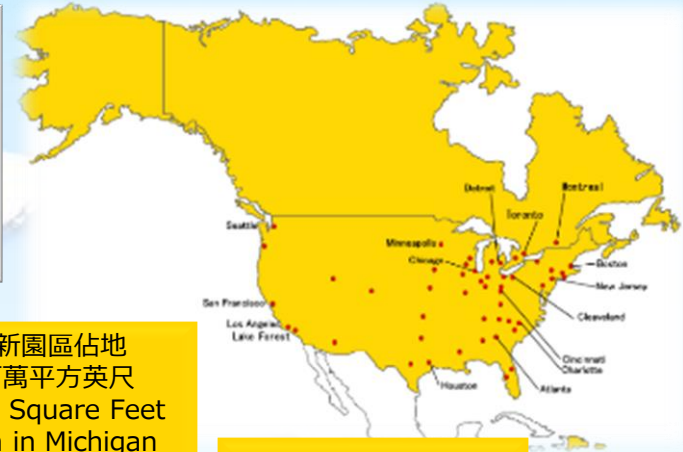 Detroit
Montreal
Toronto
Seattle
Minneapolis
Chicago
Boston
New Jersey
San Francisco
Cleveland
Los Angeles
Lake Forest
Cincinnati
Charlotte
Houston
Atlanta
新園區佔地
萬平方英尺
Square Feet
in Michigan